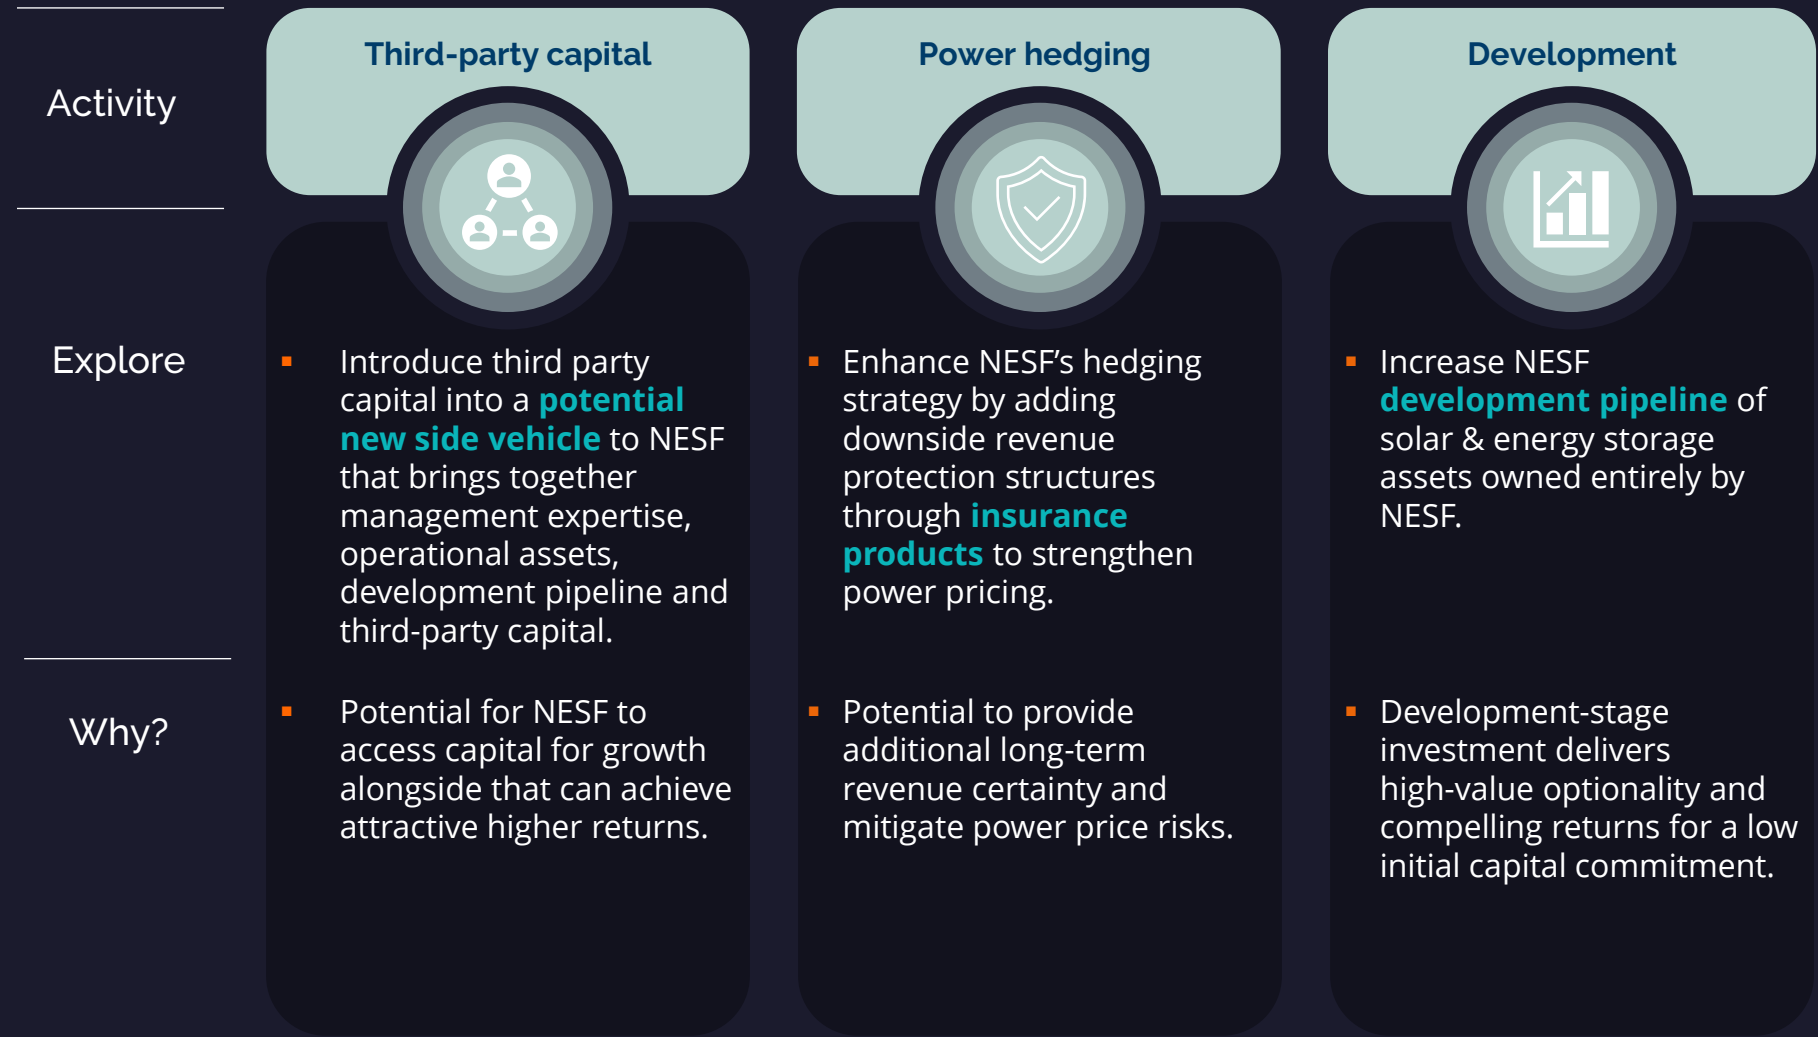 Activity
Third-party capital
Power hedging
Development
Explore
Introduce third party
capital into a potential
new side vehicle to NESF
that brings together
management expertise,
operational assets,
development pipeline and
third-party capital.
Enhance NESF’s hedging
strategy by adding
downside revenue
protection structures
through insurance
products to strengthen
power pricing.
Increase NESF
development pipeline of
solar & energy storage
assets owned entirely by
NESF.
Why?
Potential for NESF to
access capital for growth
alongside that can achieve
attractive higher returns.
Potential to provide
additional long-term
revenue certainty and
mitigate power price risks.
Development-stage
investment delivers
high-value optionality and
compelling returns for a low
initial capital commitment.